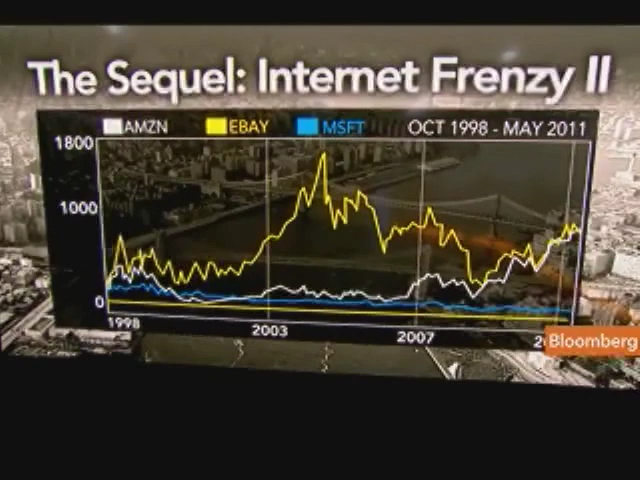 The Sequel: Internet Frenzy II
AMZN EBAY MSFT OCT 1998 - MAY 2011
1800
1000
0
1998 2003 2007
Bloomberg